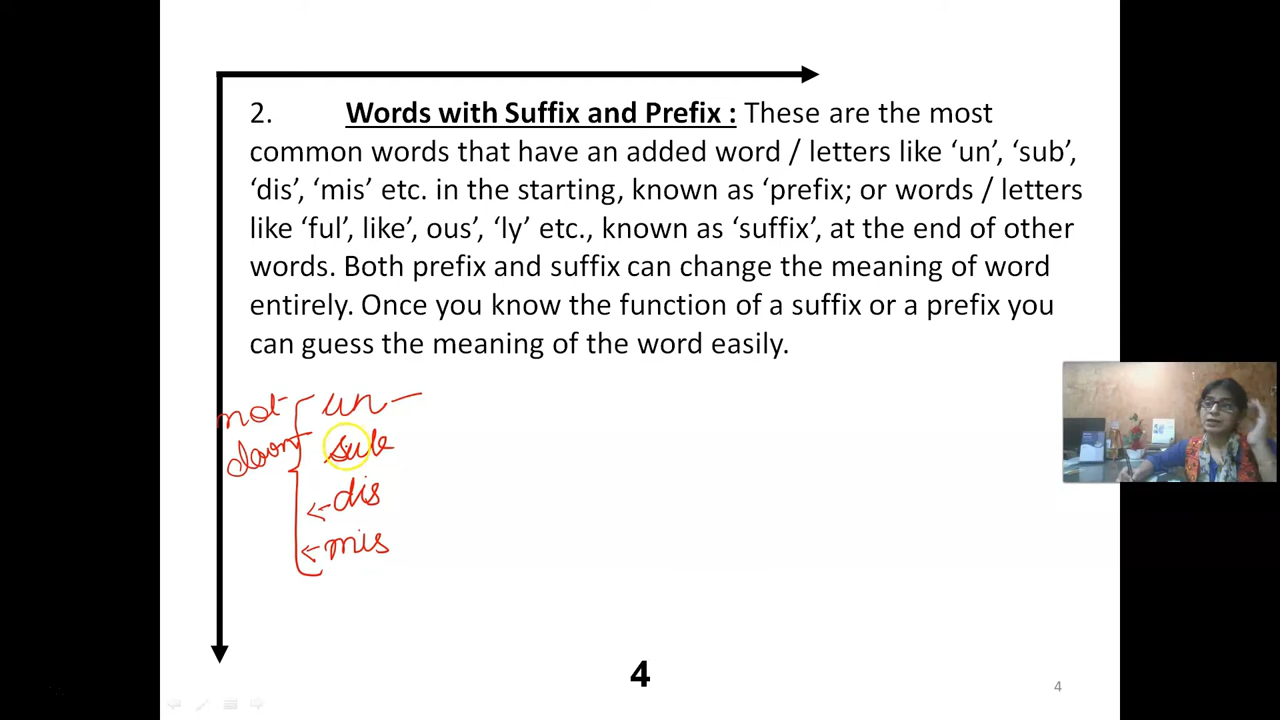 2. Words with Suffix and Prefix : These are the most
common words that have an added word / letters like ‘un’, ‘sub’,
‘dis’, ‘mis’ etc. in the starting, known as ‘prefix; or words / letters
like ‘ful’, like’, ous’, ‘ly’ etc., known as ‘suffix’, at the end of other
words. Both prefix and suffix can change the meaning of word
entirely. Once you know the function of a suffix or a prefix you
can guess the meaning of the word easily.
not un
down sub
dis
mis
4
4